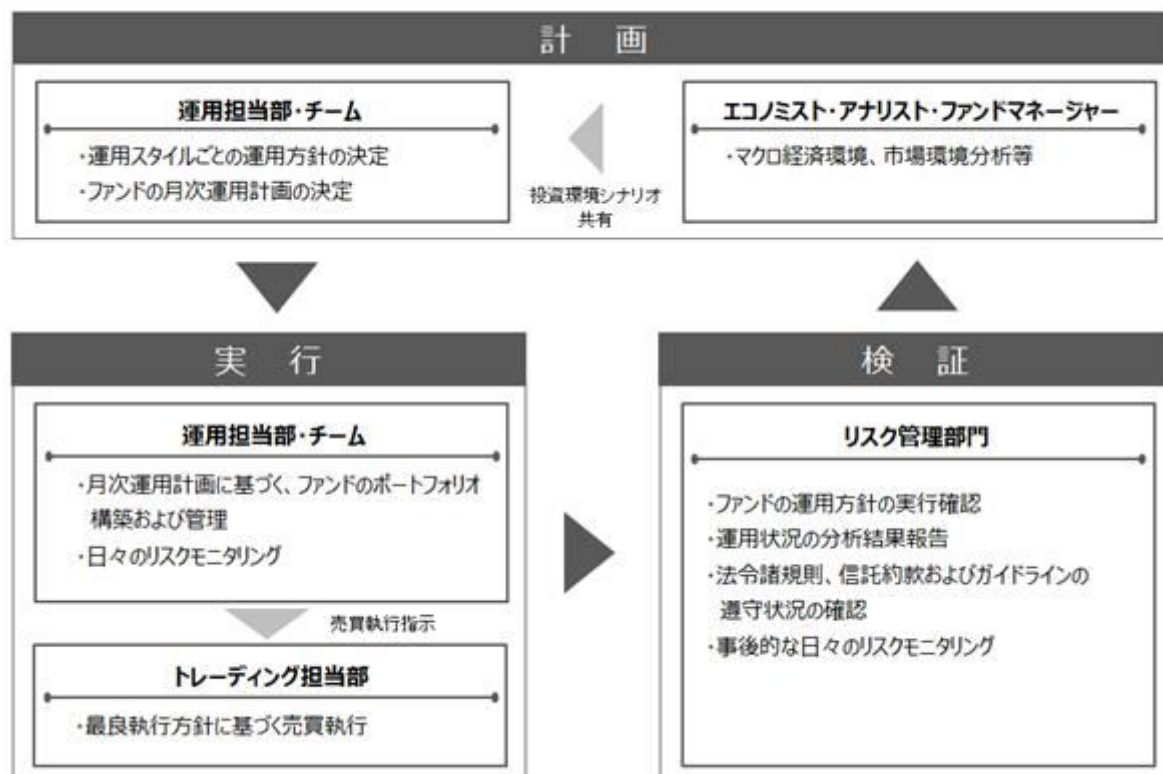 計 画
運用担当部・チーム
・運用スタイルごとの運用方針の決定
・ファンドの月次運用計画の決定
投資環境シナリオ
共有
エコノミスト・アナリスト・ファンドマネージャー
・マクロ経済環境、市場環境分析等
実 行
運用担当部・チーム
・月次運用計画に基づく、ファンドのポートフォリオ
構築および管理
・日々のリスクモニタリング
売買執行指示
トレーディング担当部
・最良執行方針に基づく売買執行
検 証
リスク管理部門
・ファンドの運用方針の実行確認
・運用状況の分析結果報告
・法令諸規則、信託約款およびガイドラインの
遵守状況の確認
・事後的な日々のリスクモニタリング